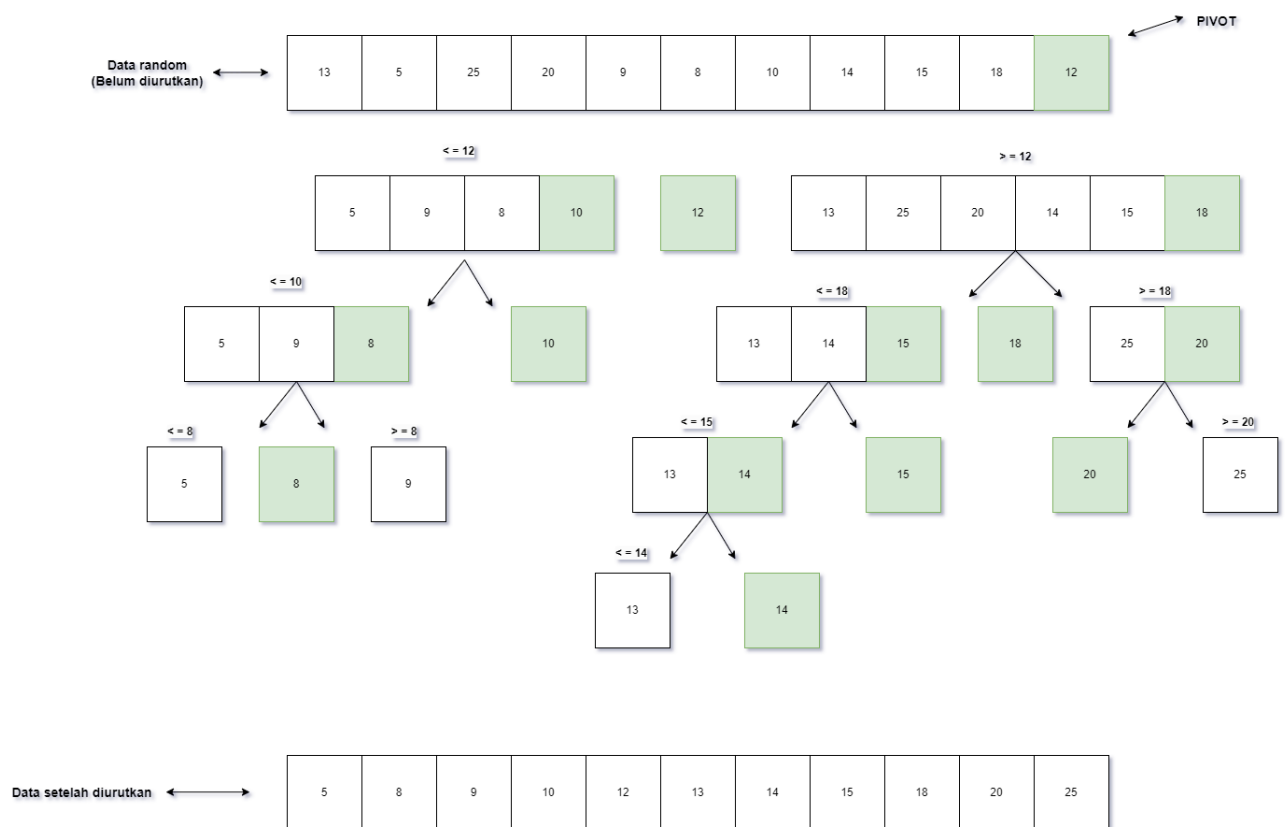 PIVOT
Data random
(Belum diurutkan)
13 5 25 20 9 8 10 14 15 18 12
< = 12
> = 12
5 9 8 10
12
13 25 20 14 15 18
< = 10
< = 18
> = 18
5 9 8
10
13 14 15
18
25 20
< = 8
> = 8
< = 15
> = 20
5
8
9
13 14
15
20
25
< = 14
13
14
Data setelah diurutkan
5 8 9 10 12 13 14 15 18 20 25